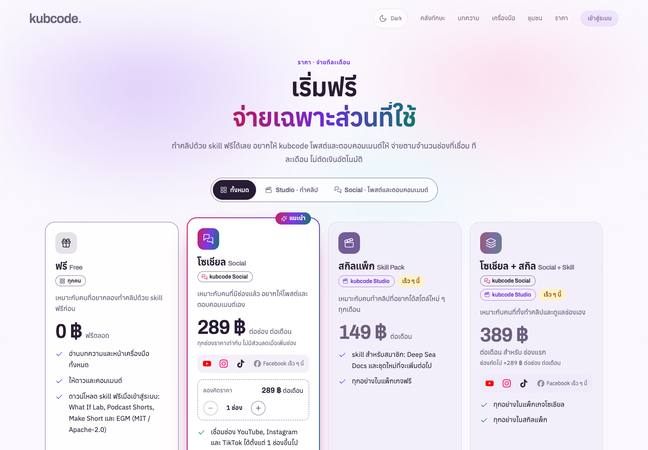 kubcode.
Dark
คลังทักษะ
บทความ
เครื่องมือ
ชุมชน
ราคา
เข้าสู่ระบบ
ราคา · จ่ายทีละเดือน
เริ่มฟรี
จ่ายเฉพาะส่วนที่ใช้
ทำคลิปด้วย skill ฟรีได้เลย อยากให้ kubcode โพสต์และตอบคอมเมนต์ให้ จ่ายตามจำนวนช่องที่เชื่อม ที
ละเดือน ไม่ตัดเงินอัตโนมัติ
ทั้งหมด
Studio · ทำคลิป
Social · โพสต์และตอบคอมเมนต์
ฟรี Free
ทุกคน
เหมาะกับคนที่อยากลองทำคลิปด้วย skill
ฟรีก่อน
0 ฿ ฟรีตลอด
อ่านบทความและหน้าเครื่องมือ
ทั้งหมด
ให้ดาวและคอมเมนต์
ดาวน์โหลด skill ฟรีเมื่อเข้าสู่ระบบ:
What If Lab, Podcast Shorts,
Make Short และ EGM (MIT /
Apache-2.0)
แนะนำ
โซเชียล Social
kubcode Social
เหมาะกับคนที่มีช่องแล้ว อยากให้โพสต์และ
ตอบคอมเมนต์เอง
289 ฿ ต่อช่อง ต่อเดือน
ทุกช่องราคาเท่ากัน ไม่มีส่วนลดเมื่อเพิ่มช่อง
Facebook เร็ว ๆ นี้
ลองคิดราคา
289 ฿ ต่อเดือน
1 ช่อง
เชื่อมช่อง YouTube, Instagram
และ TikTok ได้ตั้งแต่ 1 ช่องขึ้นไป
สกิลแพ็ก Skill Pack
kubcode Studio
เร็ว ๆ นี้
เหมาะกับคนทำคลิปที่อยากได้สไตล์ใหม่ ๆ
ทุกเดือน
149 ฿ ต่อเดือน
skill สำหรับสมาชิก: Deep Sea
Docs และชุดใหม่ที่จะเพิ่มต่อไป
ทุกอย่างในแพ็กเกจฟรี
โซเชียล + สกิล Social + Skill
kubcode Social
kubcode Studio
เร็ว ๆ นี้
เหมาะกับคนที่ทั้งทำคลิปและดูแลช่องเอง
389 ฿
ต่อเดือน สำหรับ ช่องแรก
ช่องถัดไป +289 ฿ ต่อช่อง ต่อเดือน
Facebook เร็ว ๆ นี้
ทุกอย่างในแพ็กเกจโซเชียล
ทุกอย่างในสกิลแพ็ก